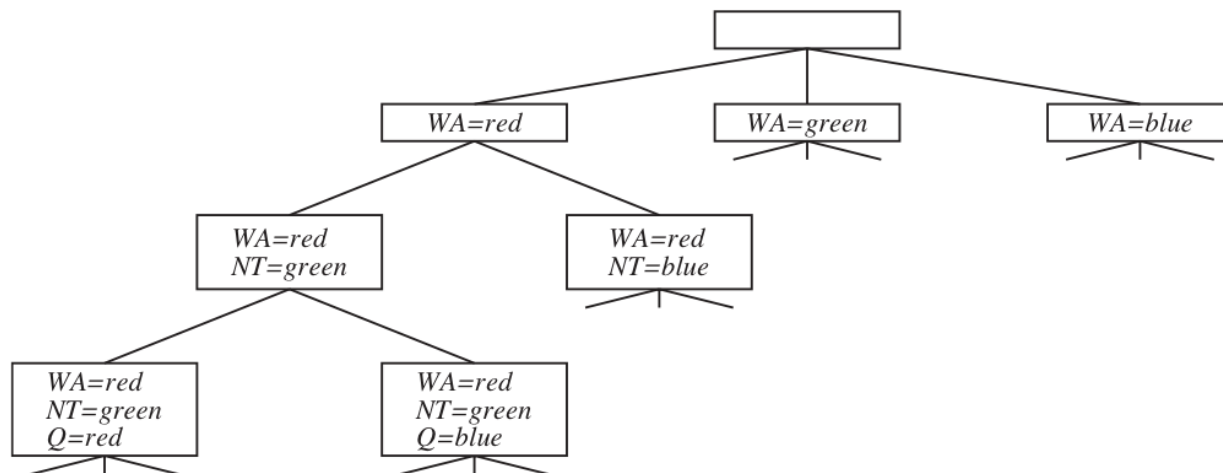 WA=red
WA=green
WA=blue
WA=red
NT=green
WA=red
NT=blue
WA=red
NT=green
Q=red
WA=red
NT=green
Q=blue